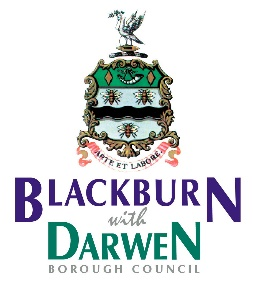 ARTE ET LABORE
BLACKBURN
with
DARWEN
BOROUGH COUNCIL